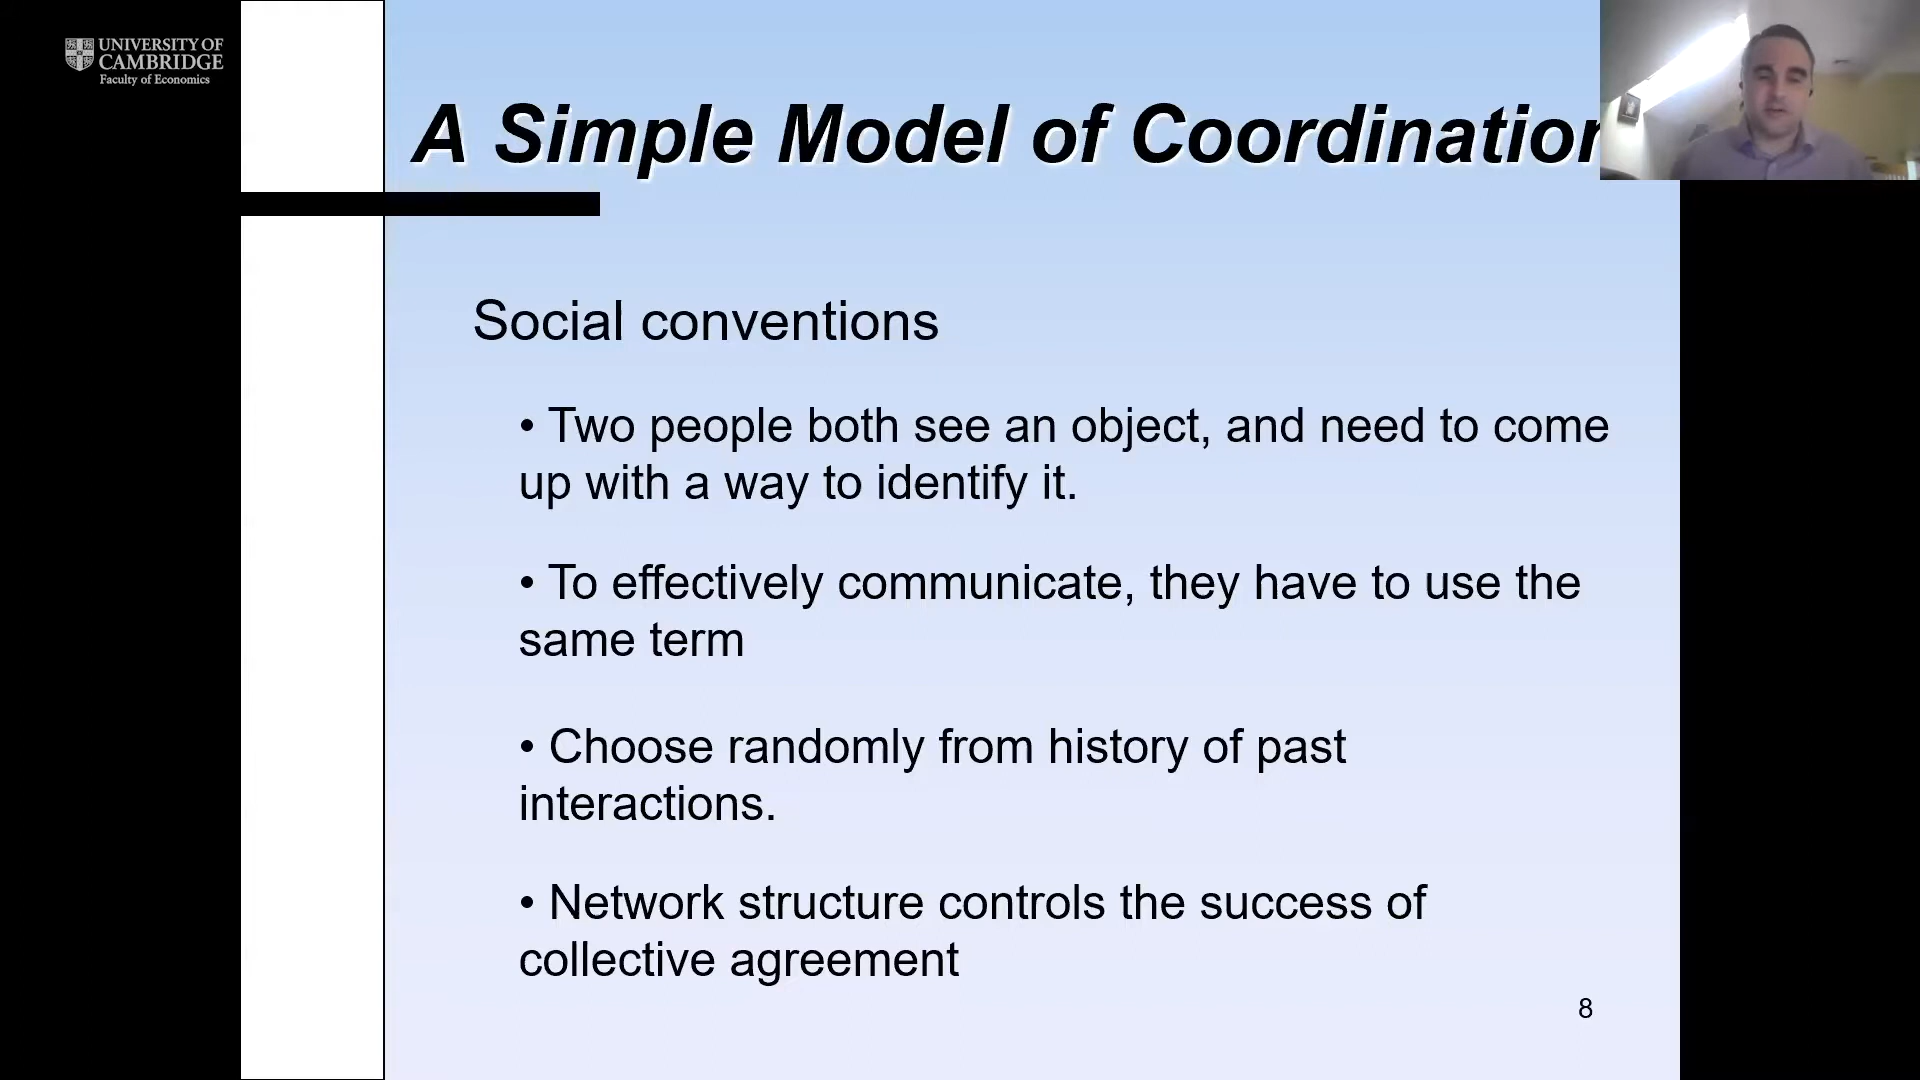 UNIVERSITY OF
CAMBRIDGE
Faculty of Economics
A Simple Model of Coordination
Social conventions
• Two people both see an object, and need to come
up with a way to identify it.
• To effectively communicate, they have to use the
same term
• Choose randomly from history of past
interactions.
• Network structure controls the success of
collective agreement
8